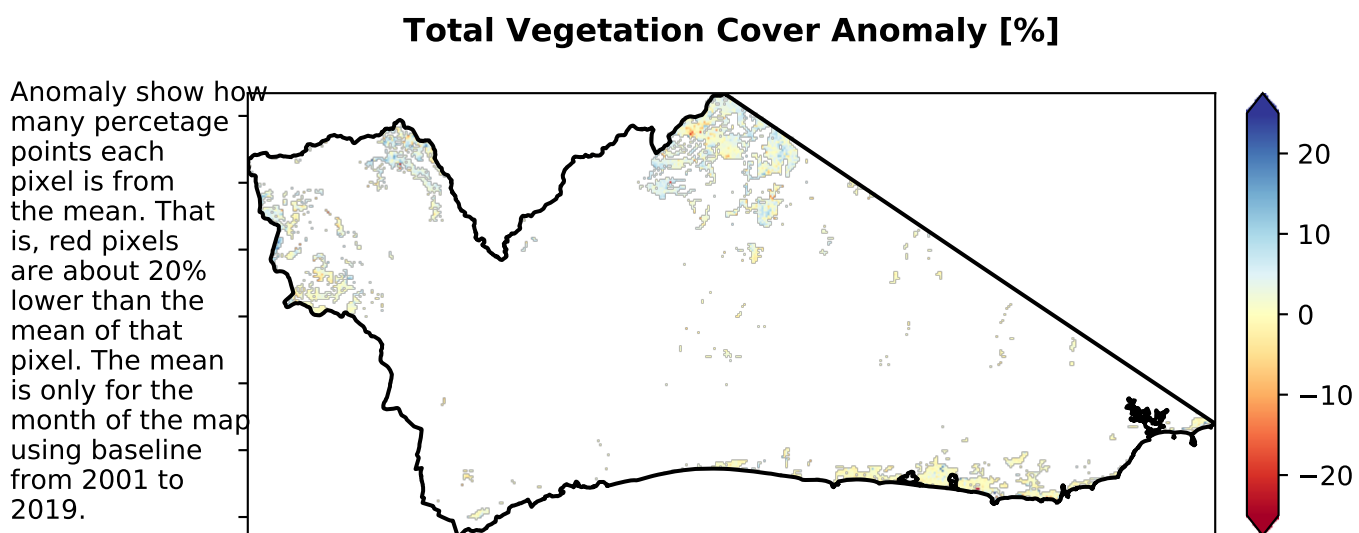 Total Vegetation Cover Anomaly [%]
Anomaly show how
many percetage
points each
pixel is from
the mean. That
is, red pixels
are about 20%
lower than the
mean of that
pixel. The mean
is only for the
month of the map
using baseline
from 2001 to
2019.
20
10
0
−10
−20